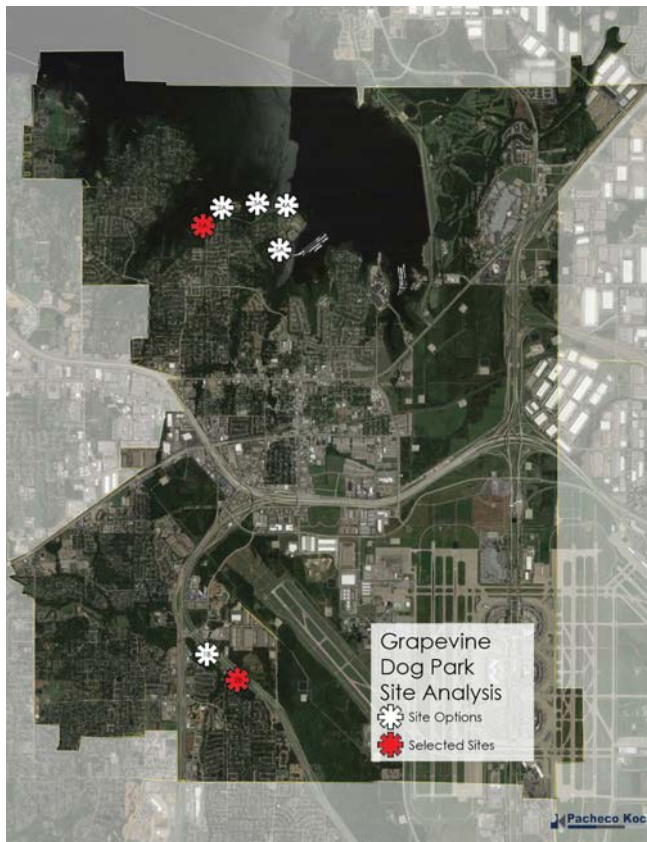 Grapevine
Dog Park
Site Analysis
Site Options
Selected Sites
Pacheco Koc